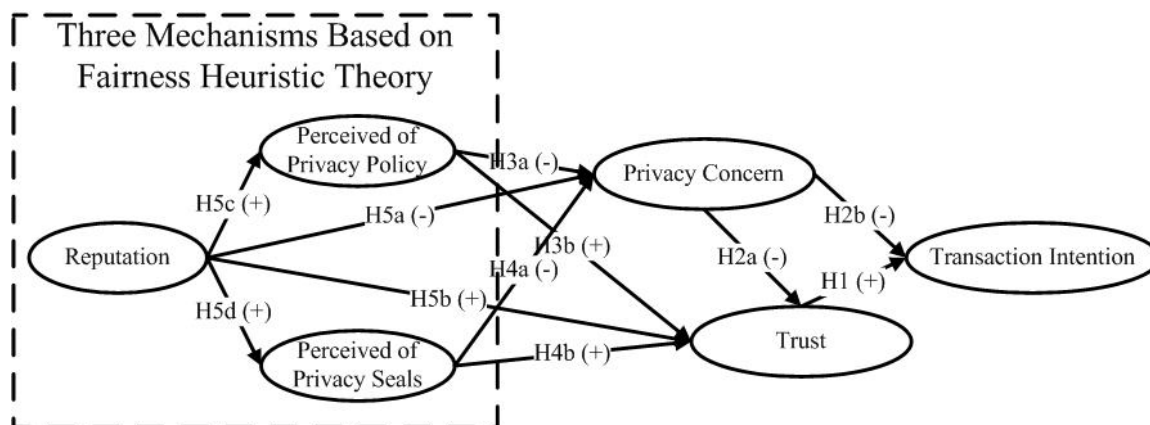 Three Mechanisms Based on
Fairness Heuristic Theory
Perceived of
Privacy Policy
H3a (-)
Privacy Concern
H5c (+)
H5a (-)
H2b (-)
Reputation
H3b (+)
H4a (-)
H2a (-)
Transaction Intention
H1 (+)
H5b (+)
H5d (+)
Trust
H4b (+)
Perceived of
Privacy Seals